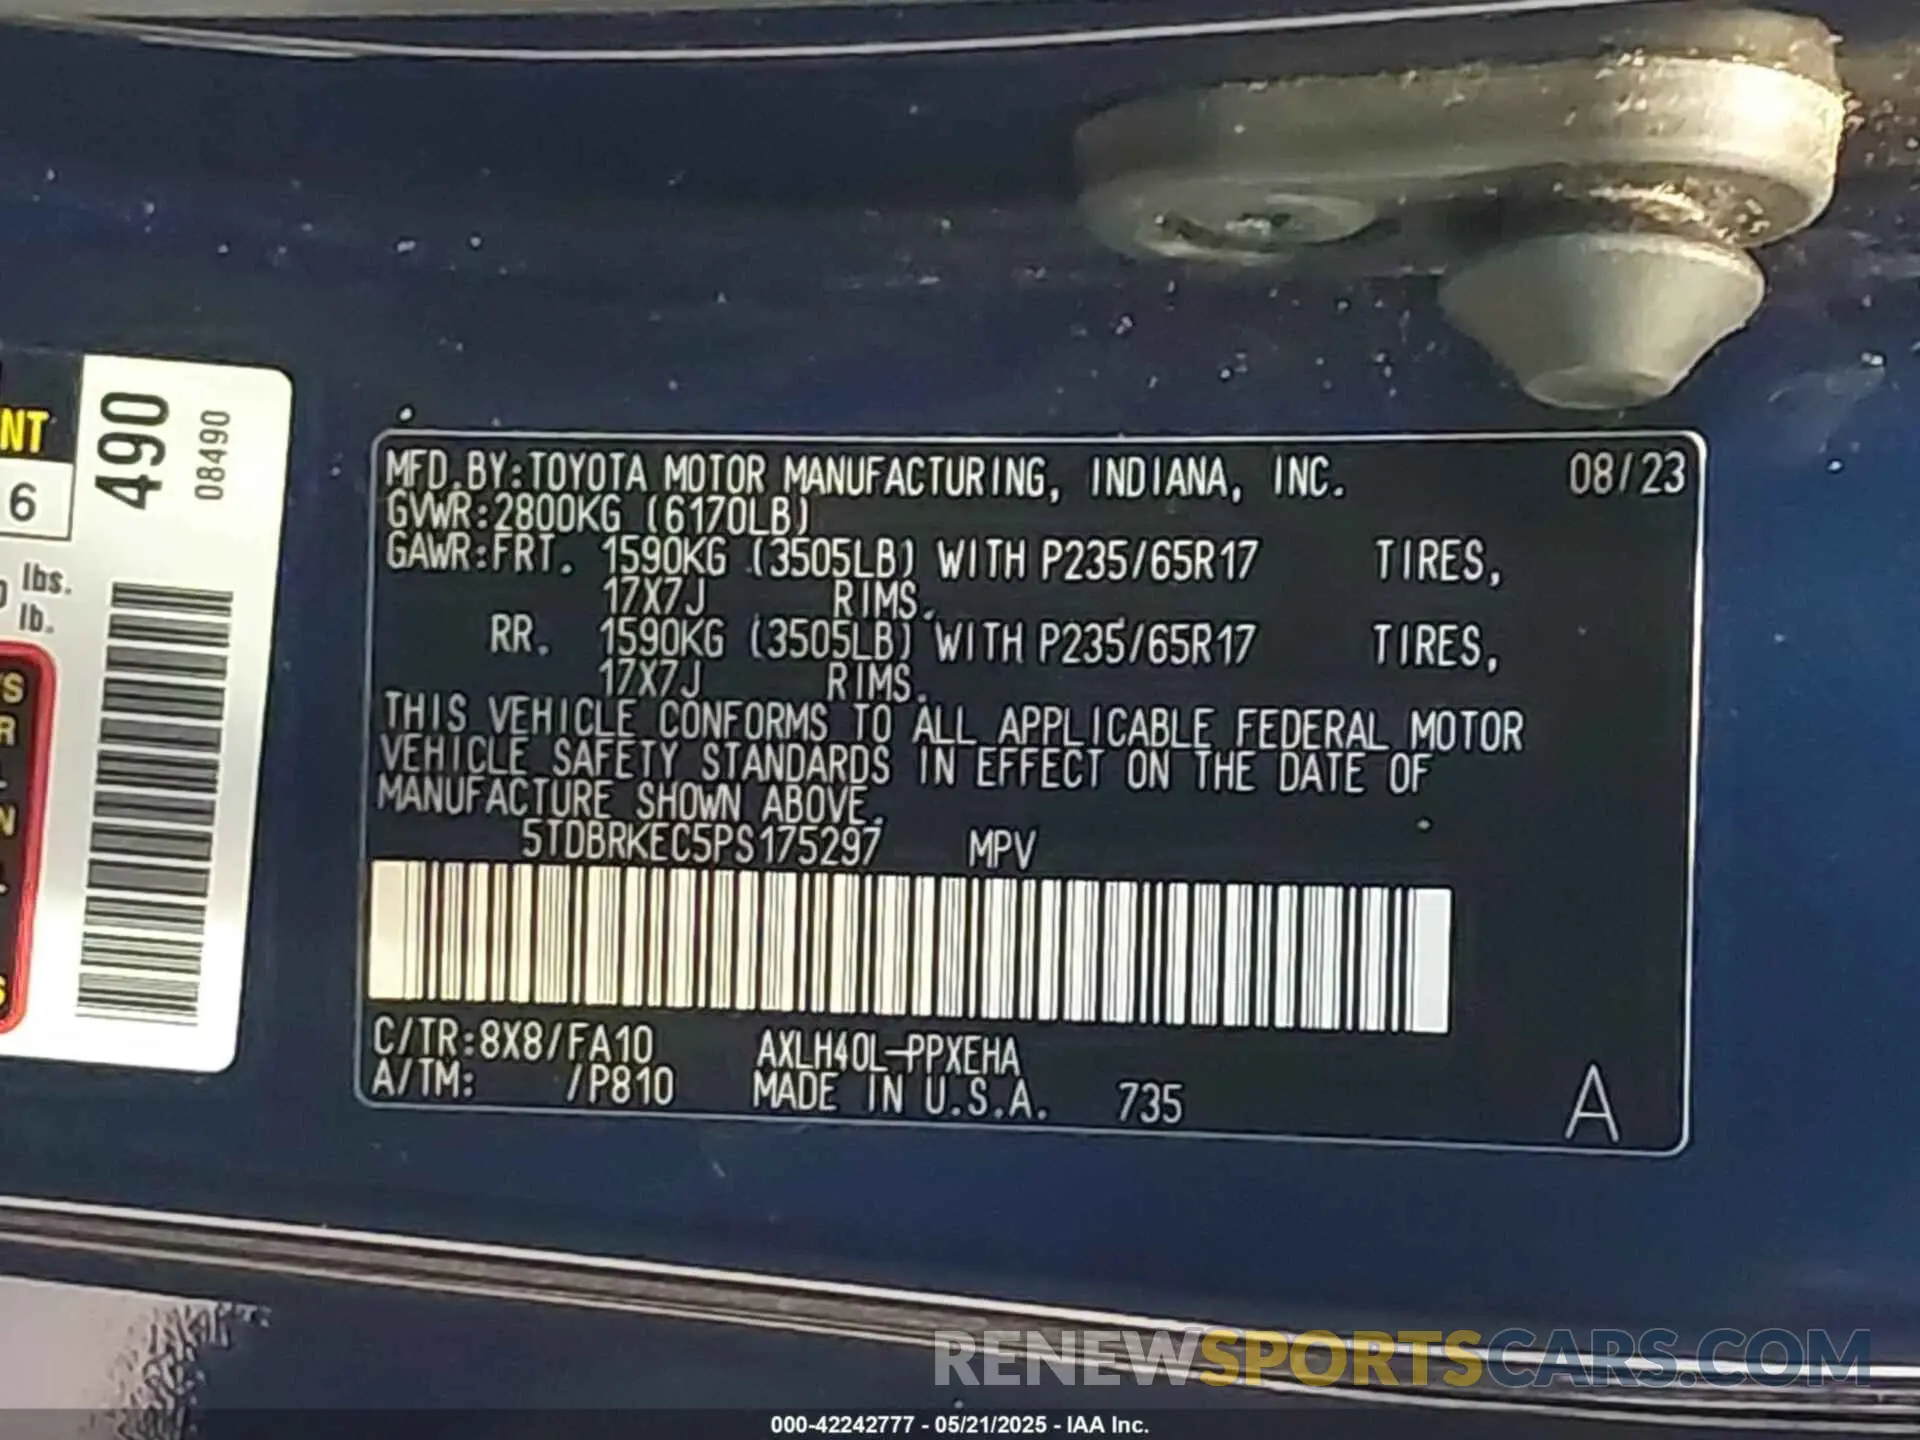 NT
6
490
08490
lbs.
lb.
MFD.BY:TOYOTA MOTOR MANUFACTURING, INDIANA, INC. 08/23
GVWR:2800KG (6170LB)
GAWR:FRT. 1590KG (3505LB) WITH P235/65R17 TIRES,
17X7J RIMS.
RR. 1590KG (3505LB) WITH P235/65R17 TIRES,
17X7J RIMS.
THIS VEHICLE CONFORMS TO ALL APPLICABLE FEDERAL MOTOR
VEHICLE SAFETY STANDARDS IN EFFECT ON THE DATE OF
MANUFACTURE SHOWN ABOVE.
5TDBRKEC5PS175297 MPV
C/TR:8X8/FA10 AXLH40L-PPXEHA
A/TM: /P810 MADE IN U.S.A. 735 A
RENEWSPORTSCARS.COM
000-42242777 - 05/21/2025 - IAA Inc.